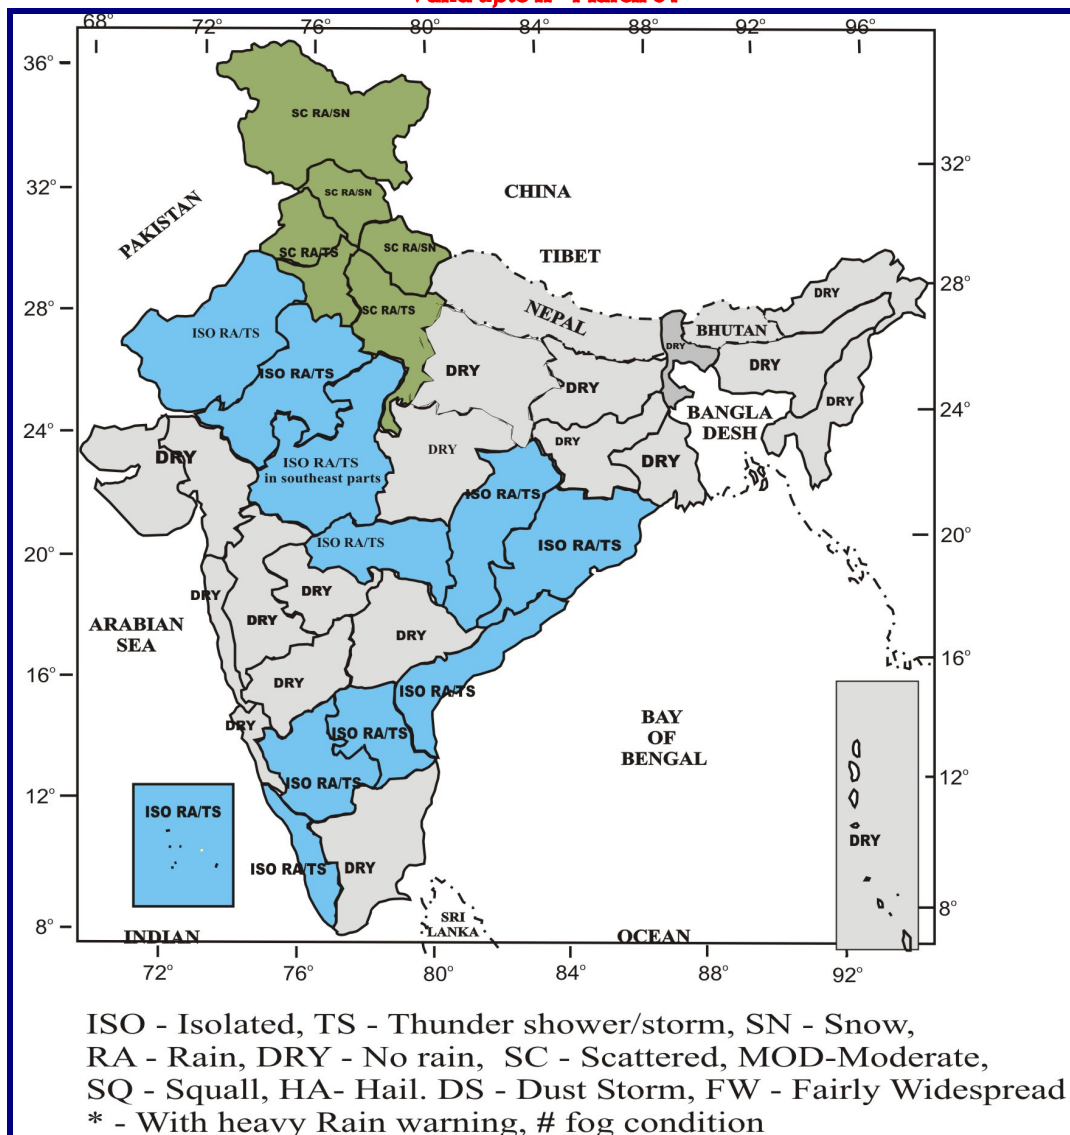 68° 72° 76° 80° 84° 88° 92° 96°
36°
SC RA/SN
32°
32°
SC RA/SN
CHINA
PAKISTAN
SC RA/TS
SC RA/SN
TIBET
28°
28°
DRY
SC RA/TS
NEPAL
ISO RA/TS
BHUTAN
DRY
ISO RA/TS
DRY
DRY
DRY
DRY
24°
24°
BANGLA
DESH
DRY
DRY
DRY
DRY
ISO RA/TS
in southeast parts
ISO RA/TS
20°
20°
ISO RA/TS
ISO RA/TS
DRY
DRY
DRY
DRY
ARABIAN
SEA
16°
16°
DRY
ISO RA/TS
DRY
ISO RA/TS
BAY
OF
BENGAL
12°
12°
ISO RA/TS
ISO RA/TS
DRY
ISO RA/TS
DRY
8°
8°
SRI
LANKA
INDIAN
OCEAN
72° 76° 80° 84° 88° 92°
ISO - Isolated, TS - Thunder shower/storm, SN - Snow,
RA - Rain, DRY - No rain, SC - Scattered, MOD-Moderate,
SQ - Squall, HA- Hail. DS - Dust Storm, FW - Fairly Widespread
* - With heavy Rain warning, # fog condition